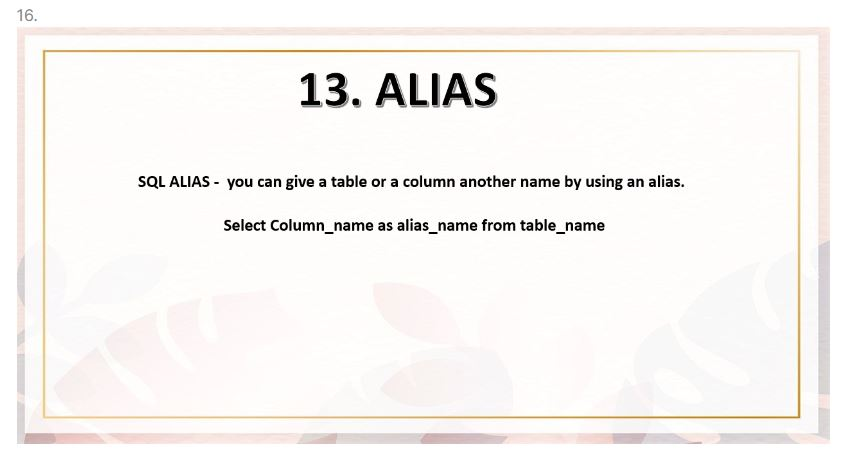 16.
13. ALIAS
SQL ALIAS - you can give a table or a column another name by using an alias.
Select Column_name as alias_name from table_name